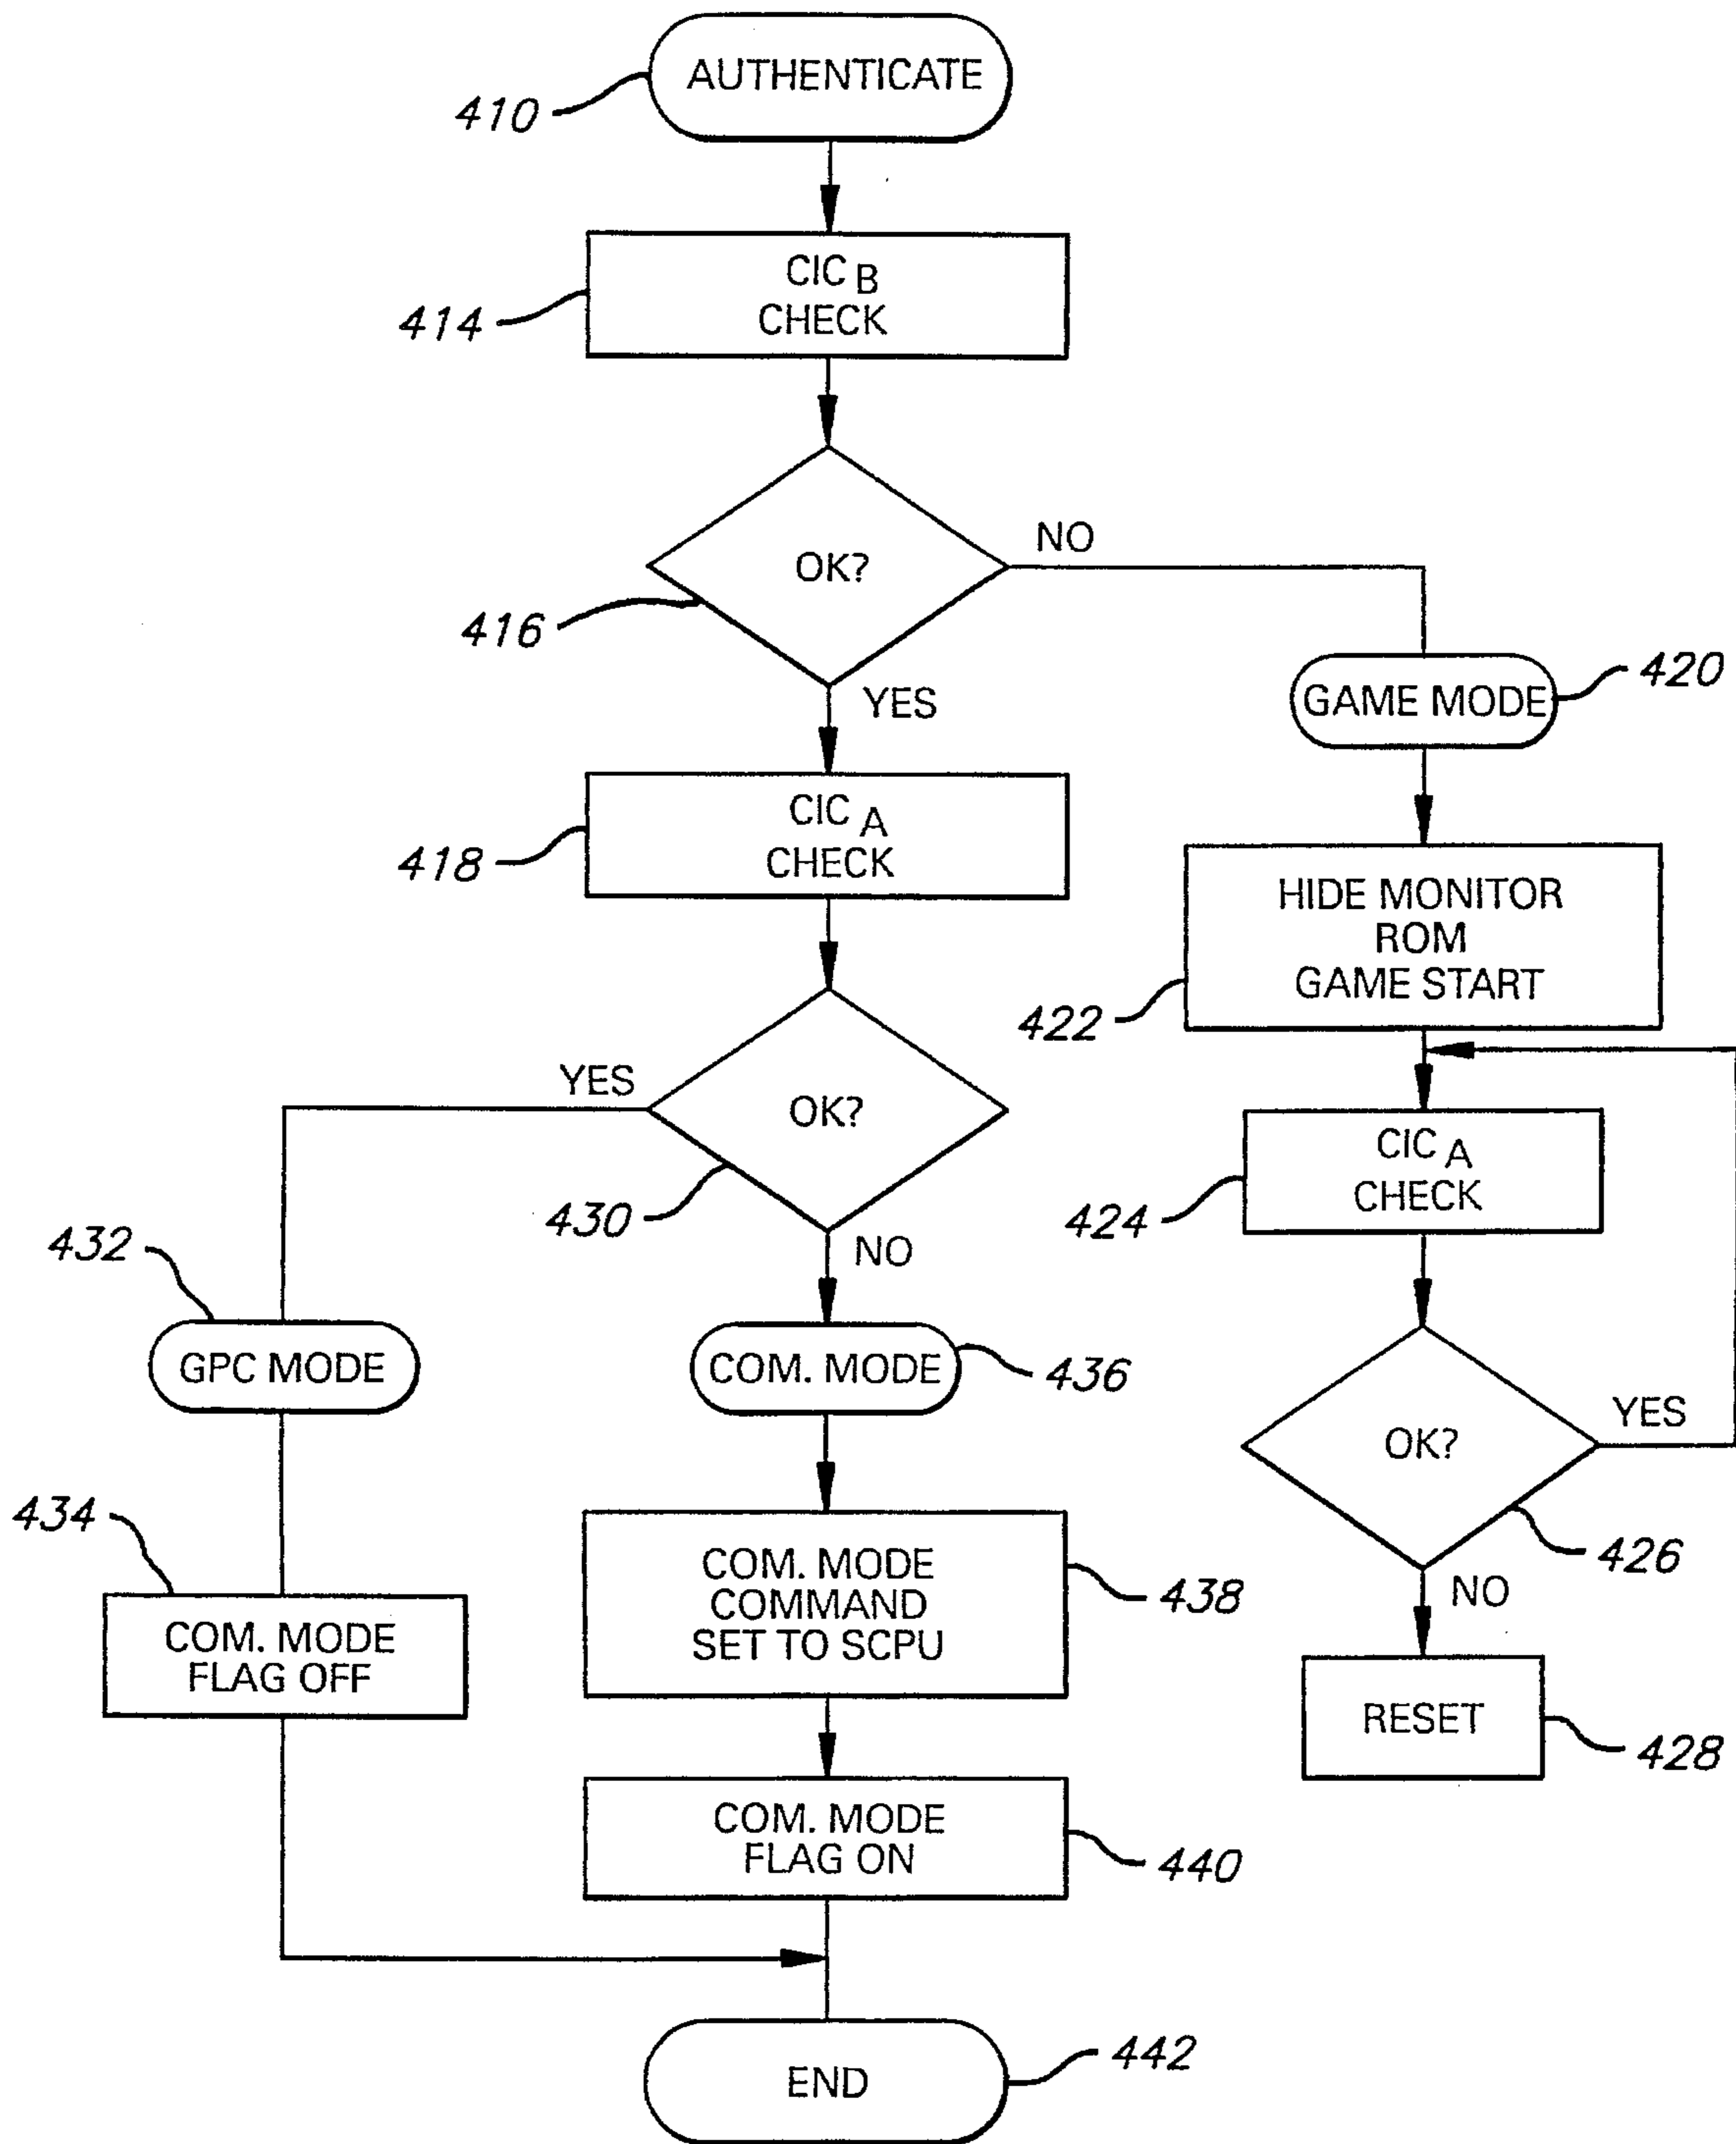 AUTHENTICATE
410
CIC B
CHECK
414
OK?
NO
416
YES
GAME MODE
420
CIC A
CHECK
418
HIDE MONITOR
ROM
GAME START
422
YES
OK?
430
NO
CIC A
CHECK
424
432
GPC MODE
COM. MODE
436
OK?
YES
426
NO
434
COM. MODE
FLAG OFF
COM. MODE
COMMAND
SET TO SCPU
438
RESET
428
COM. MODE
FLAG ON
440
END
442